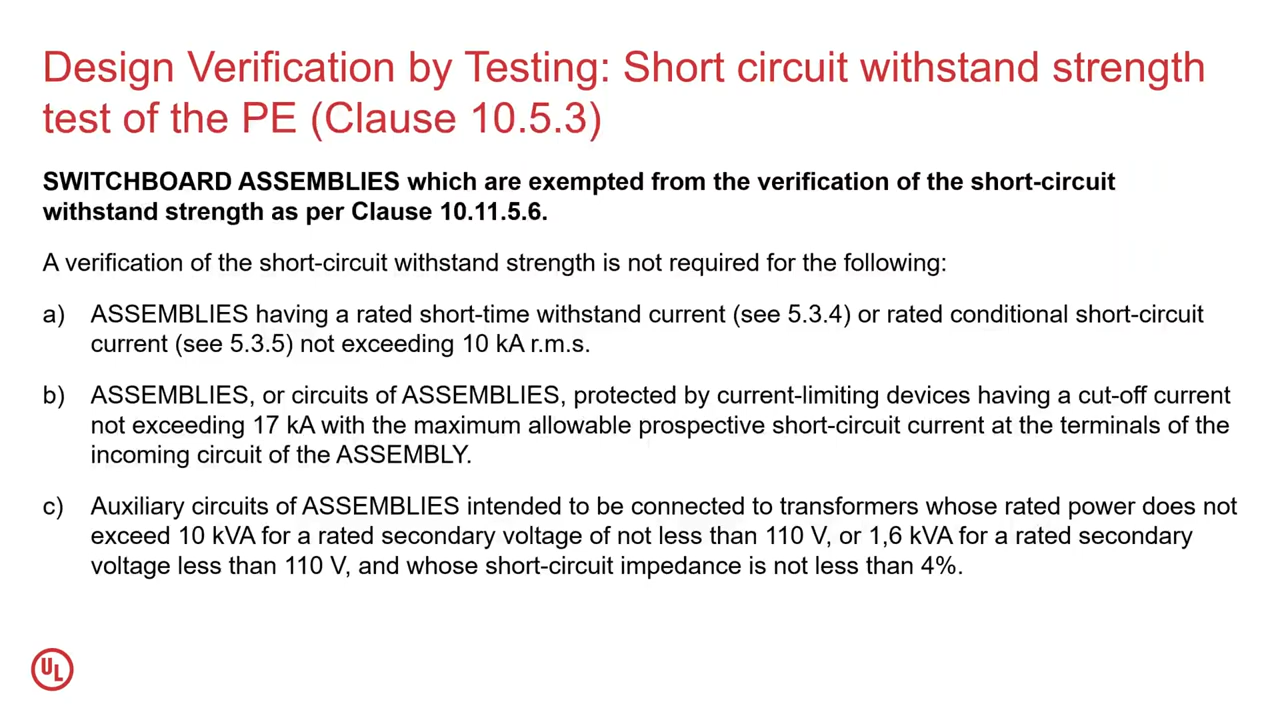 Design Verification by Testing: Short circuit withstand strength
test of the PE (Clause 10.5.3)
SWITCHBOARD ASSEMBLIES which are exempted from the verification of the short-circuit
withstand strength as per Clause 10.11.5.6.
A verification of the short-circuit withstand strength is not required for the following:
a) ASSEMBLIES having a rated short-time withstand current (see 5.3.4) or rated conditional short-circuit
current (see 5.3.5) not exceeding 10 kA r.m.s.
b) ASSEMBLIES, or circuits of ASSEMBLIES, protected by current-limiting devices having a cut-off current
not exceeding 17 kA with the maximum allowable prospective short-circuit current at the terminals of the
incoming circuit of the ASSEMBLY.
c) Auxiliary circuits of ASSEMBLIES intended to be connected to transformers whose rated power does not
exceed 10 kVA for a rated secondary voltage of not less than 110 V, or 1,6 kVA for a rated secondary
voltage less than 110 V, and whose short-circuit impedance is not less than 4%.
UL